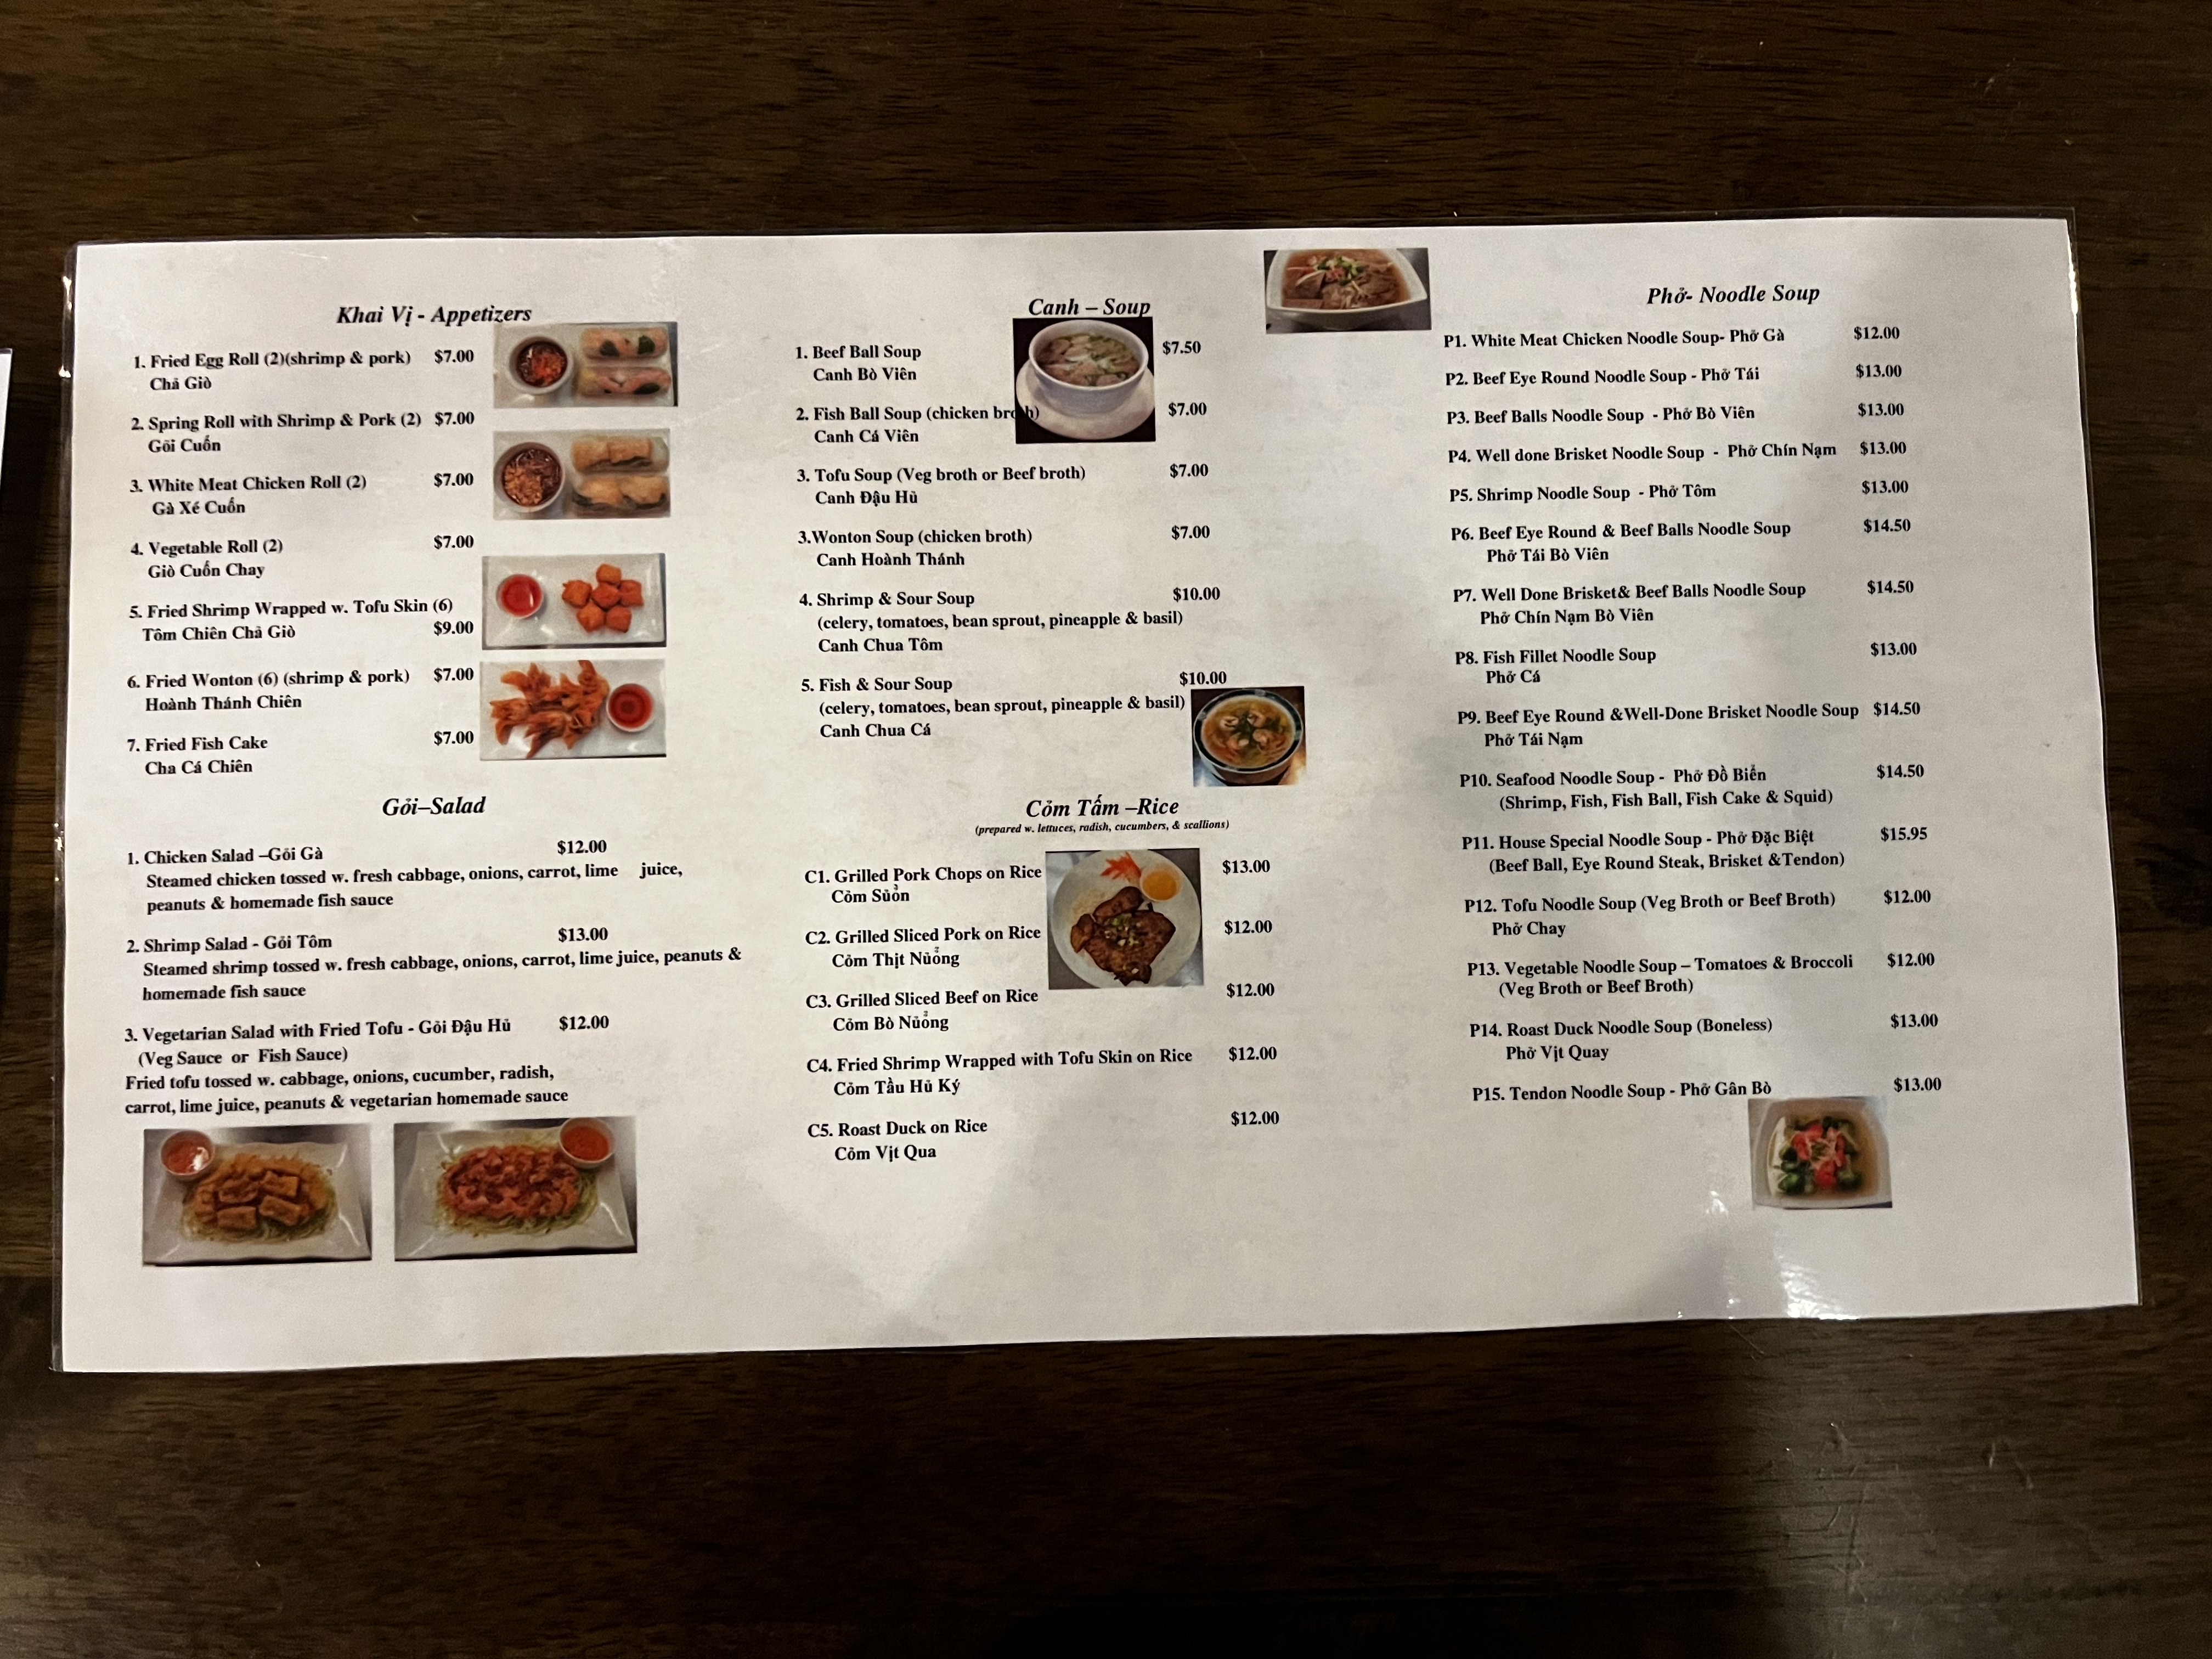 Khai Vị - Appetizers
1. Fried Egg Roll (2)(shrimp & pork) $7.00
Chả Giò
2. Spring Roll with Shrimp & Pork (2) $7.00
Gõi Cuốn
3. White Meat Chicken Roll (2) $7.00
Gà Xé Cuốn
4. Vegetable Roll (2) $7.00
Giò Cuốn Chay
5. Fried Shrimp Wrapped w. Tofu Skin (6)
Tôm Chiên Chả Giò $9.00
6. Fried Wonton (6) (shrimp & pork) $7.00
Hoành Thánh Chiên
7. Fried Fish Cake $7.00
Cha Cá Chiên
Gỏi–Salad
1. Chicken Salad –Gõi Gà $12.00
Steamed chicken tossed w. fresh cabbage, onions, carrot, lime juice,
peanuts & homemade fish sauce
2. Shrimp Salad - Gỏi Tôm $13.00
Steamed shrimp tossed w. fresh cabbage, onions, carrot, lime juice, peanuts &
homemade fish sauce
3. Vegetarian Salad with Fried Tofu - Gỏi Đậu Hủ $12.00
(Veg Sauce or Fish Sauce)
Fried tofu tossed w. cabbage, onions, cucumber, radish,
carrot, lime juice, peanuts & vegetarian homemade sauce
Canh – Soup
1. Beef Ball Soup $7.50
Canh Bò Viên
2. Fish Ball Soup (chicken broth) $7.00
Canh Cá Viên
3. Tofu Soup (Veg broth or Beef broth) $7.00
Canh Đậu Hủ
3.Wonton Soup (chicken broth) $7.00
Canh Hoành Thánh
4. Shrimp & Sour Soup $10.00
(celery, tomatoes, bean sprout, pineapple & basil)
Canh Chua Tôm
5. Fish & Sour Soup $10.00
(celery, tomatoes, bean sprout, pineapple & basil)
Canh Chua Cá
Cỏm Tấm –Rice
(prepared w. lettuces, radish, cucumbers, & scallions)
C1. Grilled Pork Chops on Rice $13.00
Cỏm Sủỏn
C2. Grilled Sliced Pork on Rice $12.00
Cỏm Thịt Nủỏng
C3. Grilled Sliced Beef on Rice $12.00
Cỏm Bò Nủỏng
C4. Fried Shrimp Wrapped with Tofu Skin on Rice $12.00
Cỏm Tầu Hủ Ký
C5. Roast Duck on Rice $12.00
Cỏm Vịt Qua
Phở- Noodle Soup
P1. White Meat Chicken Noodle Soup- Phở Gà $12.00
P2. Beef Eye Round Noodle Soup - Phở Tái $13.00
P3. Beef Balls Noodle Soup - Phở Bò Viên $13.00
P4. Well done Brisket Noodle Soup - Phở Chín Nạm $13.00
P5. Shrimp Noodle Soup - Phở Tôm $13.00
P6. Beef Eye Round & Beef Balls Noodle Soup $14.50
Phở Tái Bò Viên
P7. Well Done Brisket& Beef Balls Noodle Soup $14.50
Phở Chín Nạm Bò Viên
P8. Fish Fillet Noodle Soup $13.00
Phở Cá
P9. Beef Eye Round &Well-Done Brisket Noodle Soup $14.50
Phở Tái Nạm
P10. Seafood Noodle Soup - Phở Đồ Biển $14.50
(Shrimp, Fish, Fish Ball, Fish Cake & Squid)
P11. House Special Noodle Soup - Phở Đặc Biệt $15.95
(Beef Ball, Eye Round Steak, Brisket &Tendon)
P12. Tofu Noodle Soup (Veg Broth or Beef Broth) $12.00
Phở Chay
P13. Vegetable Noodle Soup – Tomatoes & Broccoli $12.00
(Veg Broth or Beef Broth)
P14. Roast Duck Noodle Soup (Boneless) $13.00
Phở Vịt Quay
P15. Tendon Noodle Soup - Phở Gân Bò $13.00